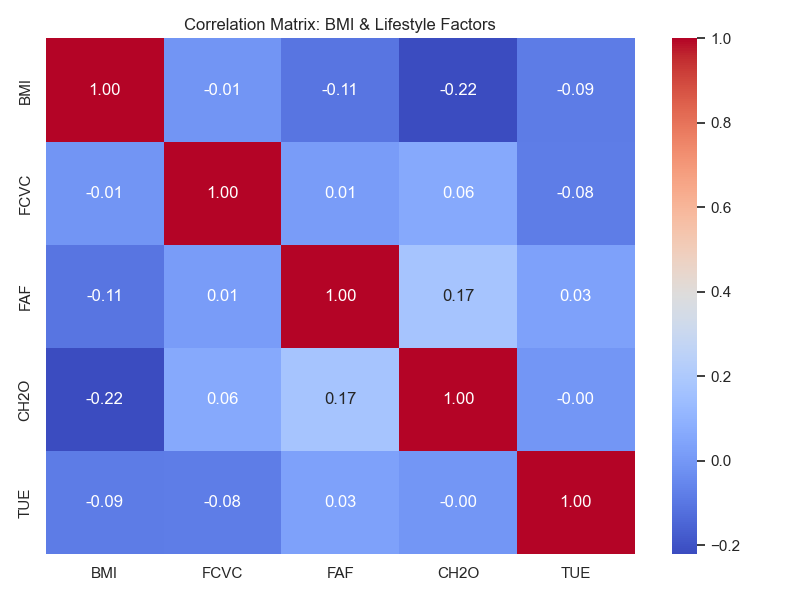 Correlation Matrix: BMI & Lifestyle Factors
BMI 1.00 -0.01 -0.11 -0.22 -0.09
FCVC -0.01 1.00 0.01 0.06 -0.08
FAF -0.11 0.01 1.00 0.17 0.03
CH2O -0.22 0.06 0.17 1.00 -0.00
TUE -0.09 -0.08 0.03 -0.00 1.00
BMI FCVC FAF CH2O TUE
1.0
0.8
0.6
0.4
0.2
0.0
−0.2